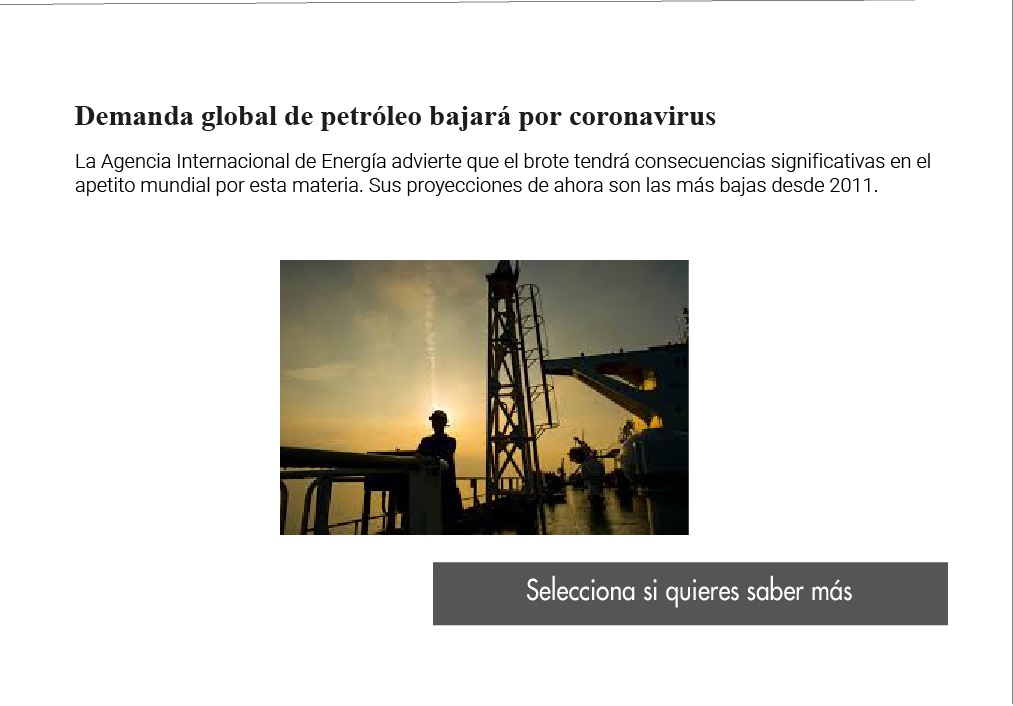 Demanda global de petróleo bajará por coronavirus
La Agencia Internacional de Energía advierte que el brote tendrá consecuencias significativas en el
apetito mundial por esta materia. Sus proyecciones de ahora son las más bajas desde 2011.
Selecciona si quieres saber más